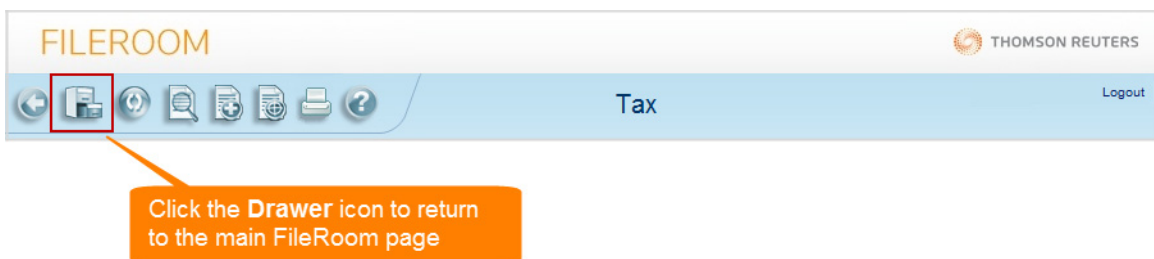 FILEROOM
THOMSON REUTERS
Tax
Logout
Click the Drawer icon to return
to the main FileRoom page